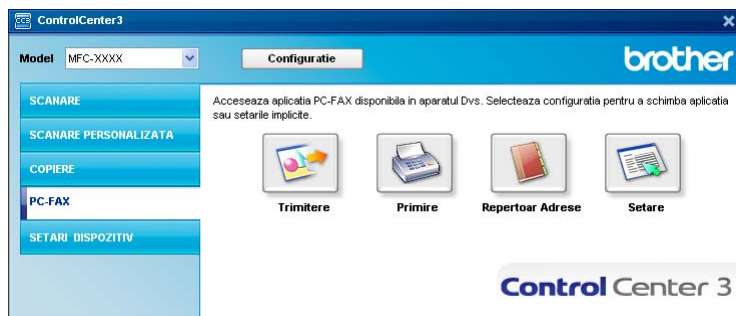 CC3 ControlCenter3
Model MFC-XXXX Configuratie brother
SCANARE
SCANARE PERSONALIZATA
COPIERE
PC-FAX
SETARI DISPOZITIV
Acceseaza aplicatia PC-FAX disponibila in aparatul Dvs. Selecteaza configuratia pentru a schimba aplicatia
sau setarile implicite.
Trimitere Primire Repertoar Adrese Setare
Control Center 3